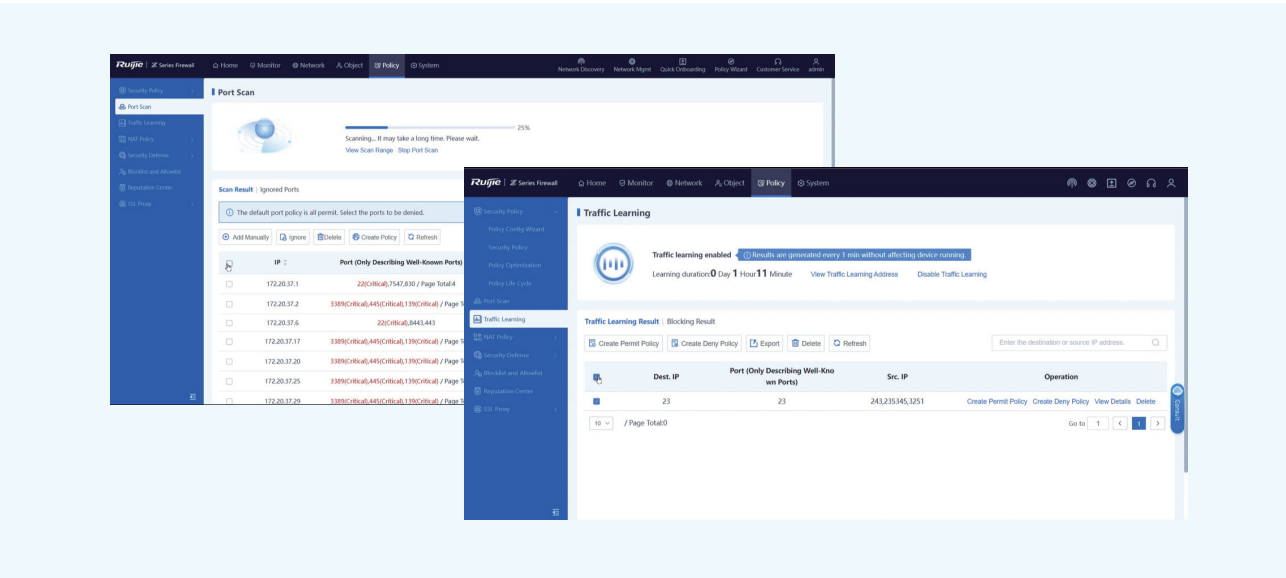 Ruijie | Z Series Firewall
Home Monitor Network Object Policy System
Network Discovery Network Mgmt Quick Onboarding Policy Wizard Customer Service admin
Security Policy
Port Scan
Traffic Learning
NAT Policy
Security Defense
Blocklist and Allowlist
Reputation Center
SSL Proxy
Port Scan
25%
Scanning... It may take a long time. Please wait.
View Scan Range Stop Port Scan
Scan Result | Ignored Ports
The default port policy is all permit. Select the ports to be denied.
Add Manually Ignore Delete Create Policy Refresh
IP Port (Only Describing Well-Known Ports)
172.20.37.1 22(Critical),7547,830 / Page Total:4
172.20.37.2 3389(Critical),445(Critical),139(Critical) / Page T
172.20.37.6 22(Critical),8443,443
172.20.37.17 3389(Critical),445(Critical),139(Critical) / Page T
172.20.37.20 3389(Critical),445(Critical),139(Critical) / Page T
172.20.37.25 3389(Critical),445(Critical),139(Critical) / Page T
172.20.37.29 3389(Critical),445(Critical),139(Critical) / Page T
Ruijie | Z Series Firewall
Home Monitor Network Object Policy System
Security Policy
Policy Config Wizard
Security Policy
Policy Optimization
Policy Life Cycle
Port Scan
Traffic Learning
NAT Policy
Security Defense
Blocklist and Allowlist
Reputation Center
SSL Proxy
Traffic Learning
Traffic learning enabled Results are generated every 1 min without affecting device running.
Learning duration:0 Day 1 Hour11 Minute View Traffic Learning Address Disable Traffic Learning
Traffic Learning Result | Blocking Result
Create Permit Policy Create Deny Policy Export Delete Refresh Enter the destination or source IP address.
Dest. IP Port (Only Describing Well-Kno
wn Ports) Src. IP Operation
23 23 243,235345,3251 Create Permit Policy Create Deny Policy View Details Delete
10 / Page Total:0 Go to 1 < 1 >
Consult